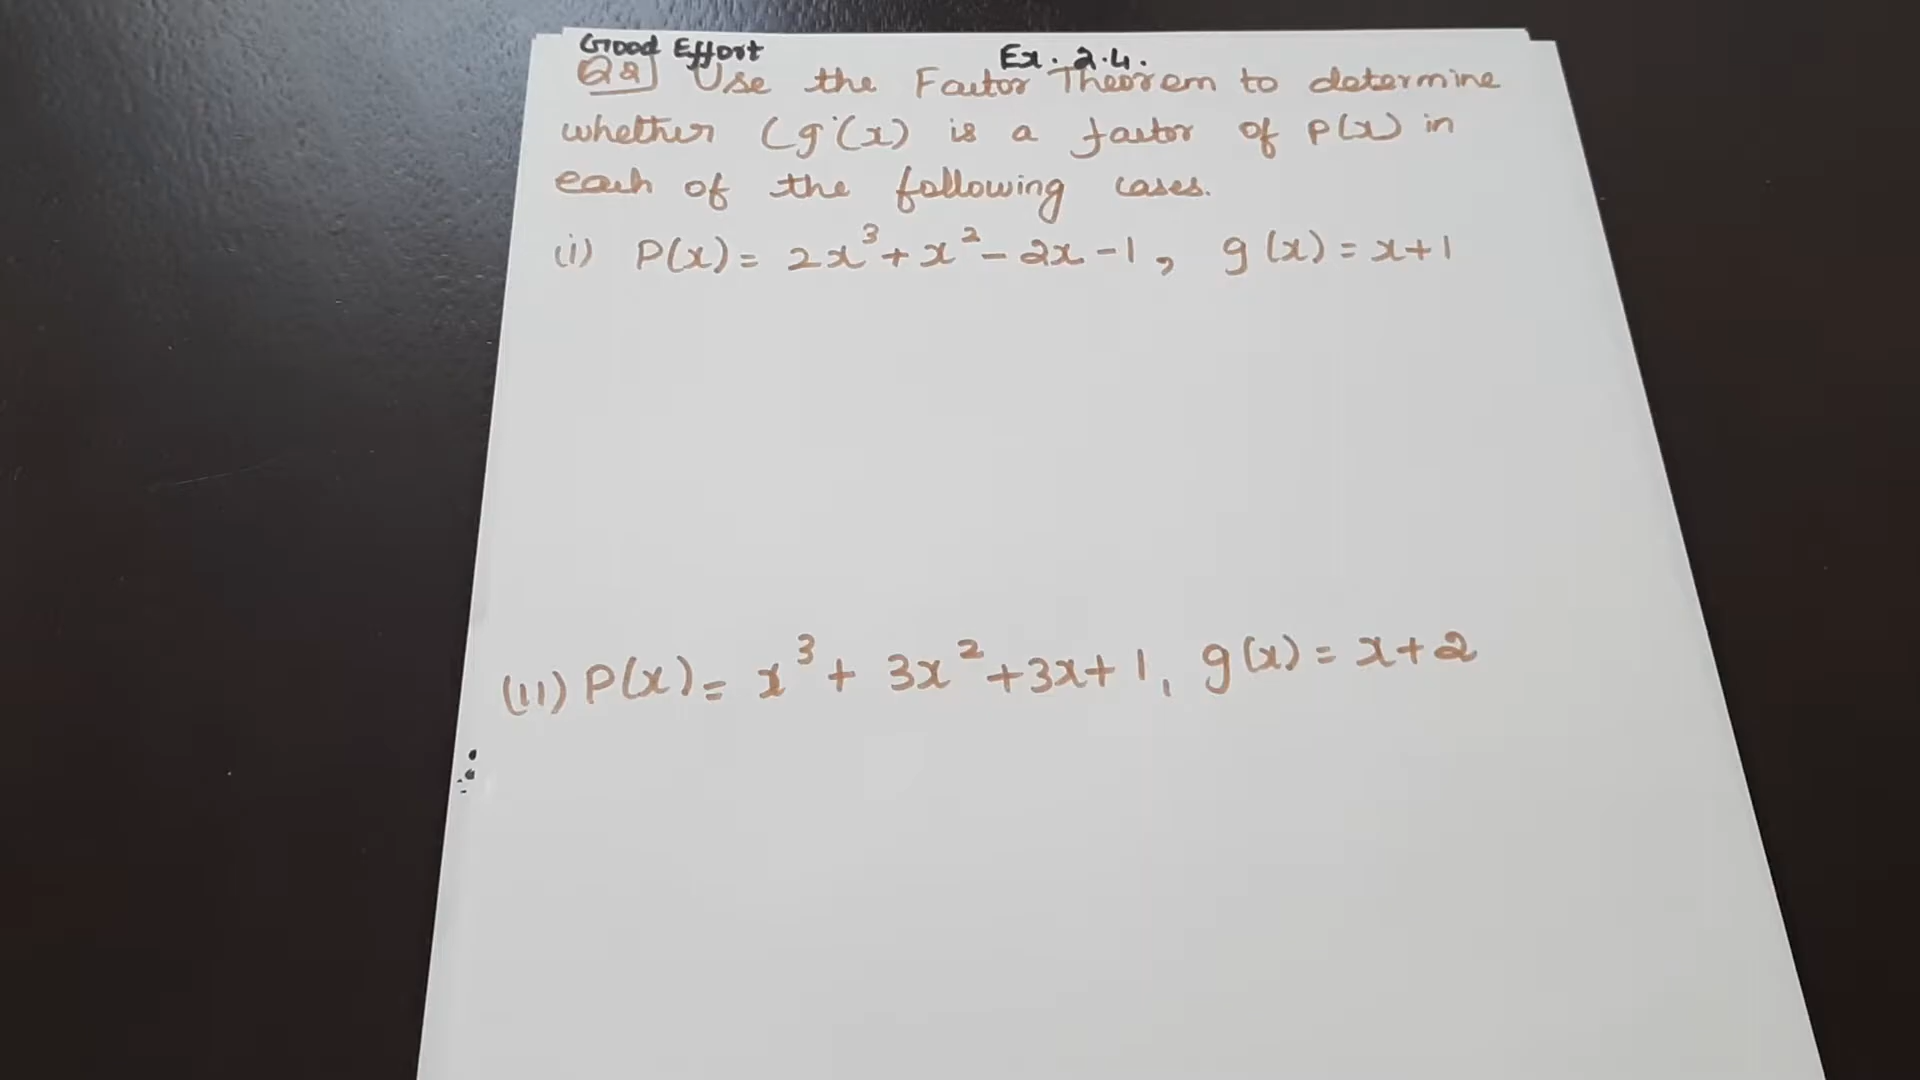 Good Effort Ex. 2.4.
Q2 Use the Factor Theorem to determine
whether (g(x) is a factor of P(x) in
each of the following cases.
(i) P(x) = 2x³ + x² - 2x - 1, g(x) = x+1
(ii) P(x) = x³ + 3x² + 3x + 1, g(x) = x+2